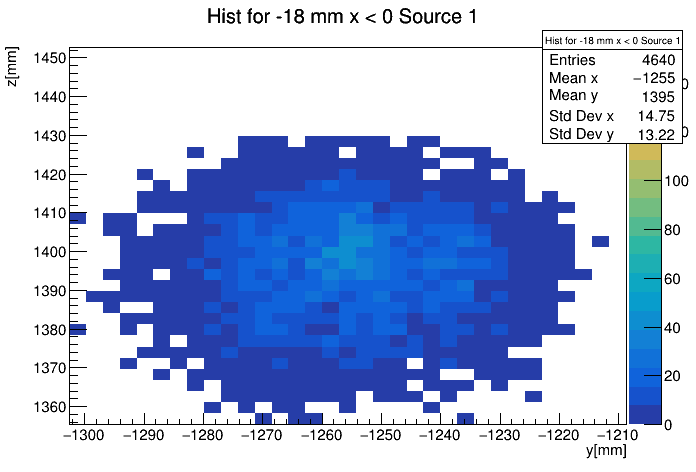 Hist for -18 mm x < 0 Source 1
Hist for -18 mm x < 0 Source 1
Entries 4640
Mean x −1255
Mean y 1395
Std Dev x 14.75
Std Dev y 13.22
z[mm]
1450
1440
1430
1420
1410
1400
1390
1380
1370
1360
100
80
60
40
20
0
−1300 −1290 −1280 −1270 −1260 −1250 −1240 −1230 −1220 −1210
y[mm]